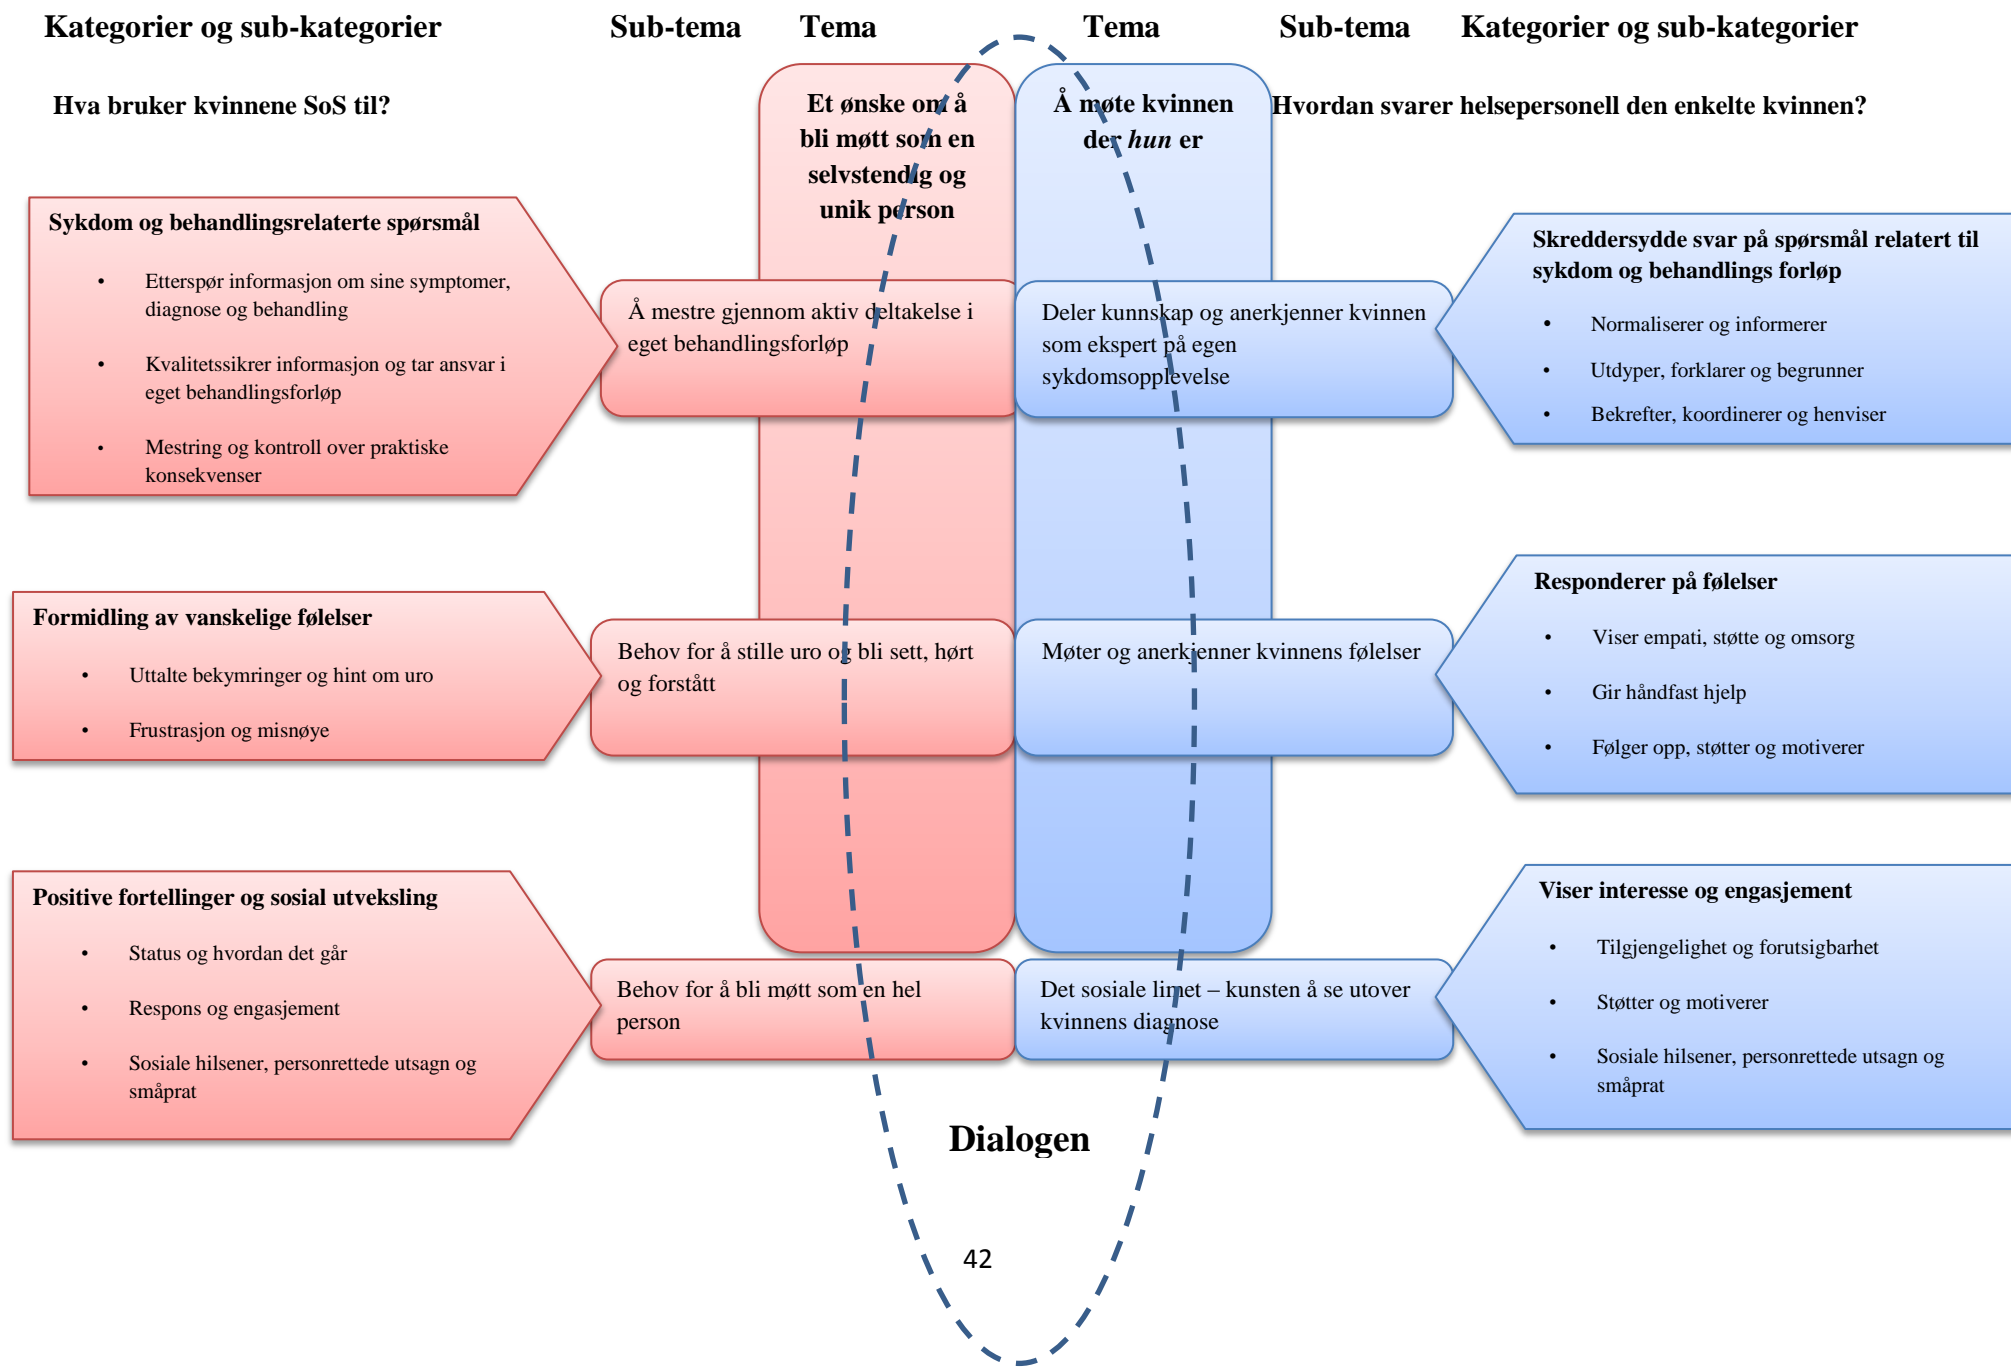 Kategorier og sub-kategorier
Sub-tema
Tema
Tema
Sub-tema
Kategorier og sub-kategorier
Hva bruker kvinnene SoS til?
Et ønske om å
bli møtt som en
selvstendig og
unik person
Å møte kvinnen
der hun er
Hvordan svarer helsepersonell den enkelte kvinnen?
Sykdom og behandlingsrelaterte spørsmål
• Etterspør informasjon om sine symptomer,
diagnose og behandling
• Kvalitetssikrer informasjon og tar ansvar i
eget behandlingsforløp
• Mestring og kontroll over praktiske
konsekvenser
Å mestre gjennom aktiv deltakelse i
eget behandlingsforløp
Deler kunnskap og anerkjenner kvinnen
som ekspert på egen
sykdomsopplevelse
Skreddersydde svar på spørsmål relatert til
sykdom og behandlings forløp
• Normaliserer og informerer
• Utdyper, forklarer og begrunner
• Bekrefter, koordinerer og henviser
Formidling av vanskelige følelser
• Uttalte bekymringer og hint om uro
• Frustrasjon og misnøye
Behov for å stille uro og bli sett, hørt
og forstått
Møter og anerkjenner kvinnens følelser
Responderer på følelser
• Viser empati, støtte og omsorg
• Gir håndfast hjelp
• Følger opp, støtter og motiverer
Positive fortellinger og sosial utveksling
• Status og hvordan det går
• Respons og engasjement
• Sosiale hilsener, personrettede utsagn og
småprat
Behov for å bli møtt som en hel
person
Det sosiale limet – kunsten å se utover
kvinnens diagnose
Viser interesse og engasjement
• Tilgjengelighet og forutsigbarhet
• Støtter og motiverer
• Sosiale hilsener, personrettede utsagn og
småprat
Dialogen
42